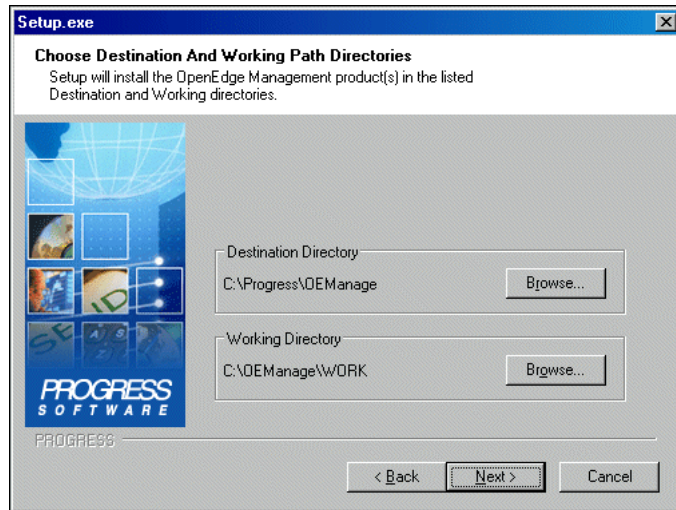 Setup.exe
Choose Destination And Working Path Directories
Setup will install the OpenEdge Management product(s) in the listed
Destination and Working directories.
Destination Directory
C:\Progress\OEManage
Browse...
Working Directory
C:\OEManage\WORK
Browse...
PROGRESS
SOFTWARE
PROGRESS
< Back
Next >
Cancel